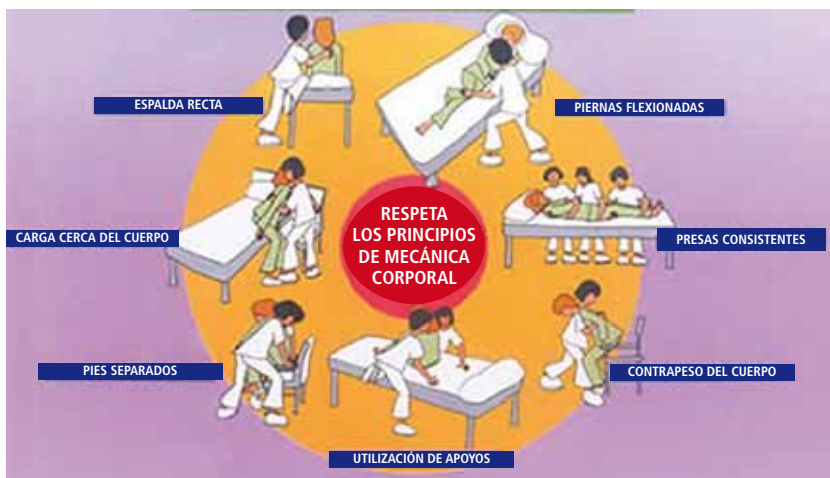 ESPALDA RECTA
PIERNAS FLEXIONADAS
CARGA CERCA DEL CUERPO
RESPETA
LOS PRINCIPIOS
DE MECÁNICA
CORPORAL
PRESAS CONSISTENTES
PIES SEPARADOS
CONTRAPESO DEL CUERPO
UTILIZACIÓN DE APOYOS